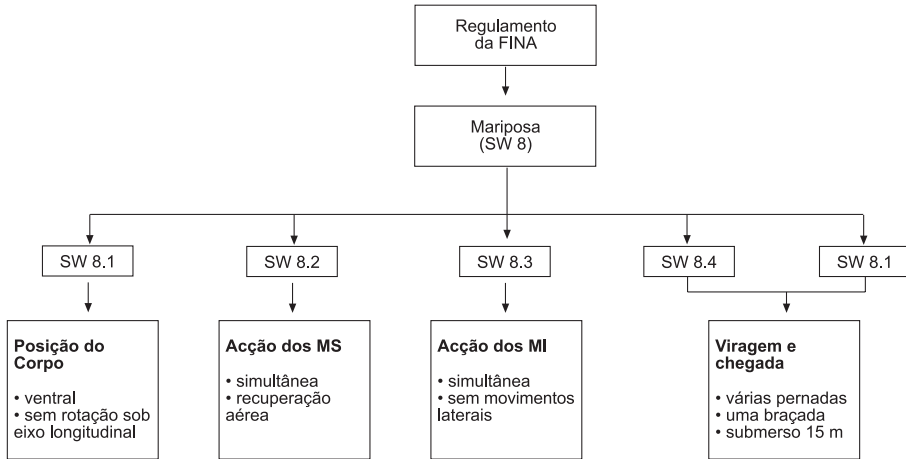 Regulamento
da FINA
Mariposa
(SW 8)
SW 8.1
SW 8.2
SW 8.3
SW 8.4
SW 8.1
Posição do
Corpo
• ventral
• sem rotação sob
eixo longitudinal
Acção dos MS
• simultânea
• recuperação
aérea
Acção dos MI
• simultânea
• sem movimentos
laterais
Viragem e
chegada
• várias pernadas
• uma braçada
• submerso 15 m